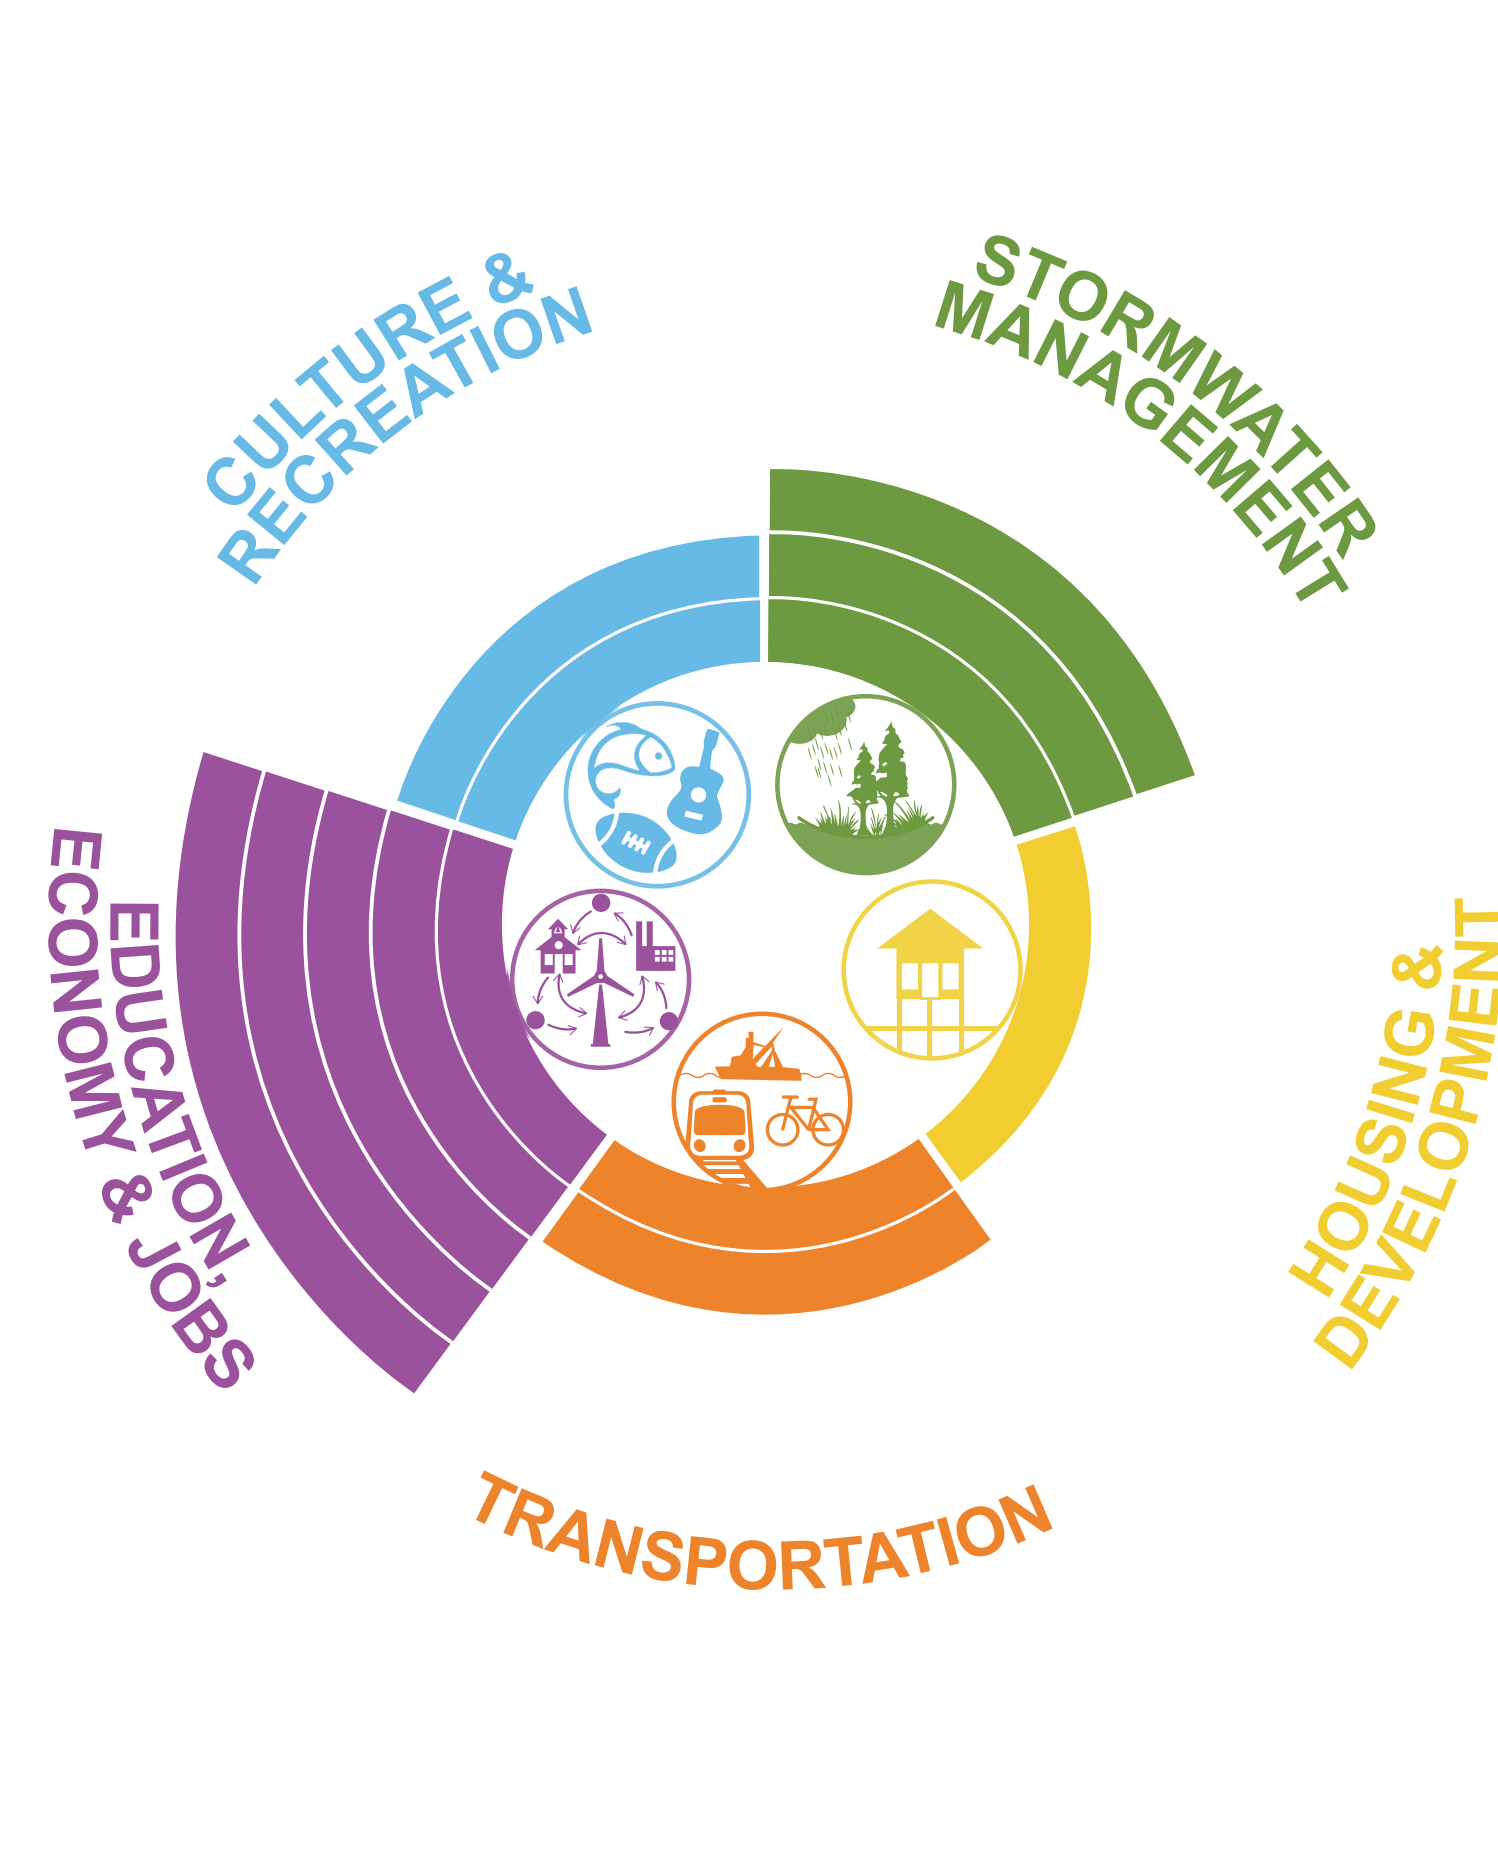 CULTURE &
RECREATION
STORMWATER
MANAGEMENT
HOUSING &
DEVELOPMENT
TRANSPORTATION
EDUCATION,
ECONOMY & JOBS